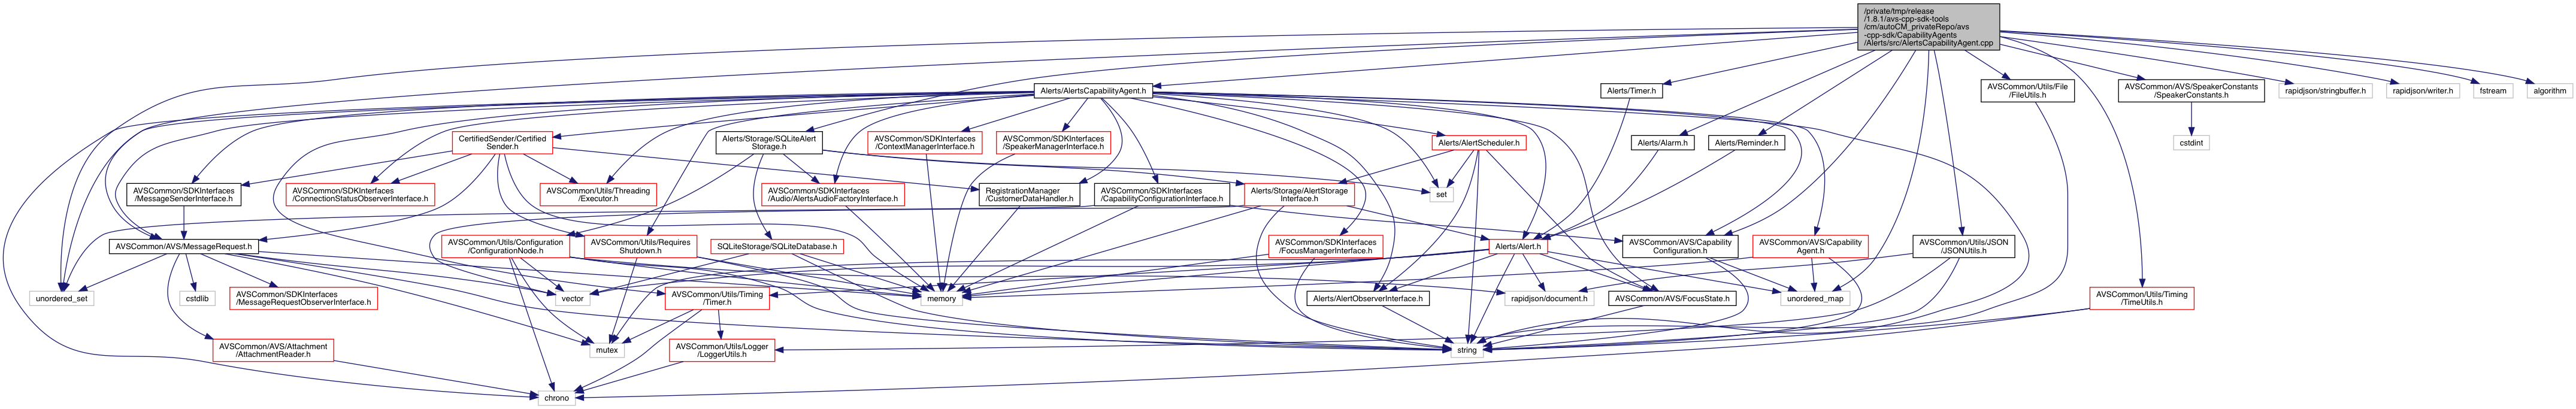 /private/tmp/release
/1.8.1/avs-cpp-sdk-tools
/cm/autoCM_privateRepo/avs
-cpp-sdk/CapabilityAgents
/Alerts/src/AlertsCapabilityAgent.cpp
Alerts/AlertsCapabilityAgent.h
Alerts/Timer.h
AVSCommon/Utils/File
/FileUtils.h
AVSCommon/AVS/SpeakerConstants
/SpeakerConstants.h
rapidjson/stringbuffer.h
rapidjson/writer.h
fstream
algorithm
CertifiedSender/Certified
Sender.h
Alerts/Storage/SQLiteAlert
Storage.h
AVSCommon/SDKInterfaces
/ContextManagerInterface.h
AVSCommon/SDKInterfaces
/SpeakerManagerInterface.h
Alerts/AlertScheduler.h
Alerts/Alarm.h
Alerts/Reminder.h
cstdint
AVSCommon/SDKInterfaces
/MessageSenderInterface.h
AVSCommon/SDKInterfaces
/ConnectionStatusObserverInterface.h
AVSCommon/Utils/Threading
/Executor.h
AVSCommon/SDKInterfaces
/Audio/AlertsAudioFactoryInterface.h
RegistrationManager
/CustomerDataHandler.h
AVSCommon/SDKInterfaces
/CapabilityConfigurationInterface.h
Alerts/Storage/AlertStorage
Interface.h
set
AVSCommon/AVS/MessageRequest.h
AVSCommon/Utils/Configuration
/ConfigurationNode.h
AVSCommon/Utils/Requires
Shutdown.h
SQLiteStorage/SQLiteDatabase.h
AVSCommon/SDKInterfaces
/FocusManagerInterface.h
Alerts/Alert.h
AVSCommon/AVS/Capability
Configuration.h
AVSCommon/AVS/Capability
Agent.h
AVSCommon/Utils/JSON
/JSONUtils.h
unordered_set
cstdlib
AVSCommon/SDKInterfaces
/MessageRequestObserverInterface.h
vector
AVSCommon/Utils/Timing
/Timer.h
memory
Alerts/AlertObserverInterface.h
rapidjson/document.h
AVSCommon/AVS/FocusState.h
unordered_map
AVSCommon/Utils/Timing
/TimeUtils.h
AVSCommon/AVS/Attachment
/AttachmentReader.h
mutex
AVSCommon/Utils/Logger
/LoggerUtils.h
string
chrono